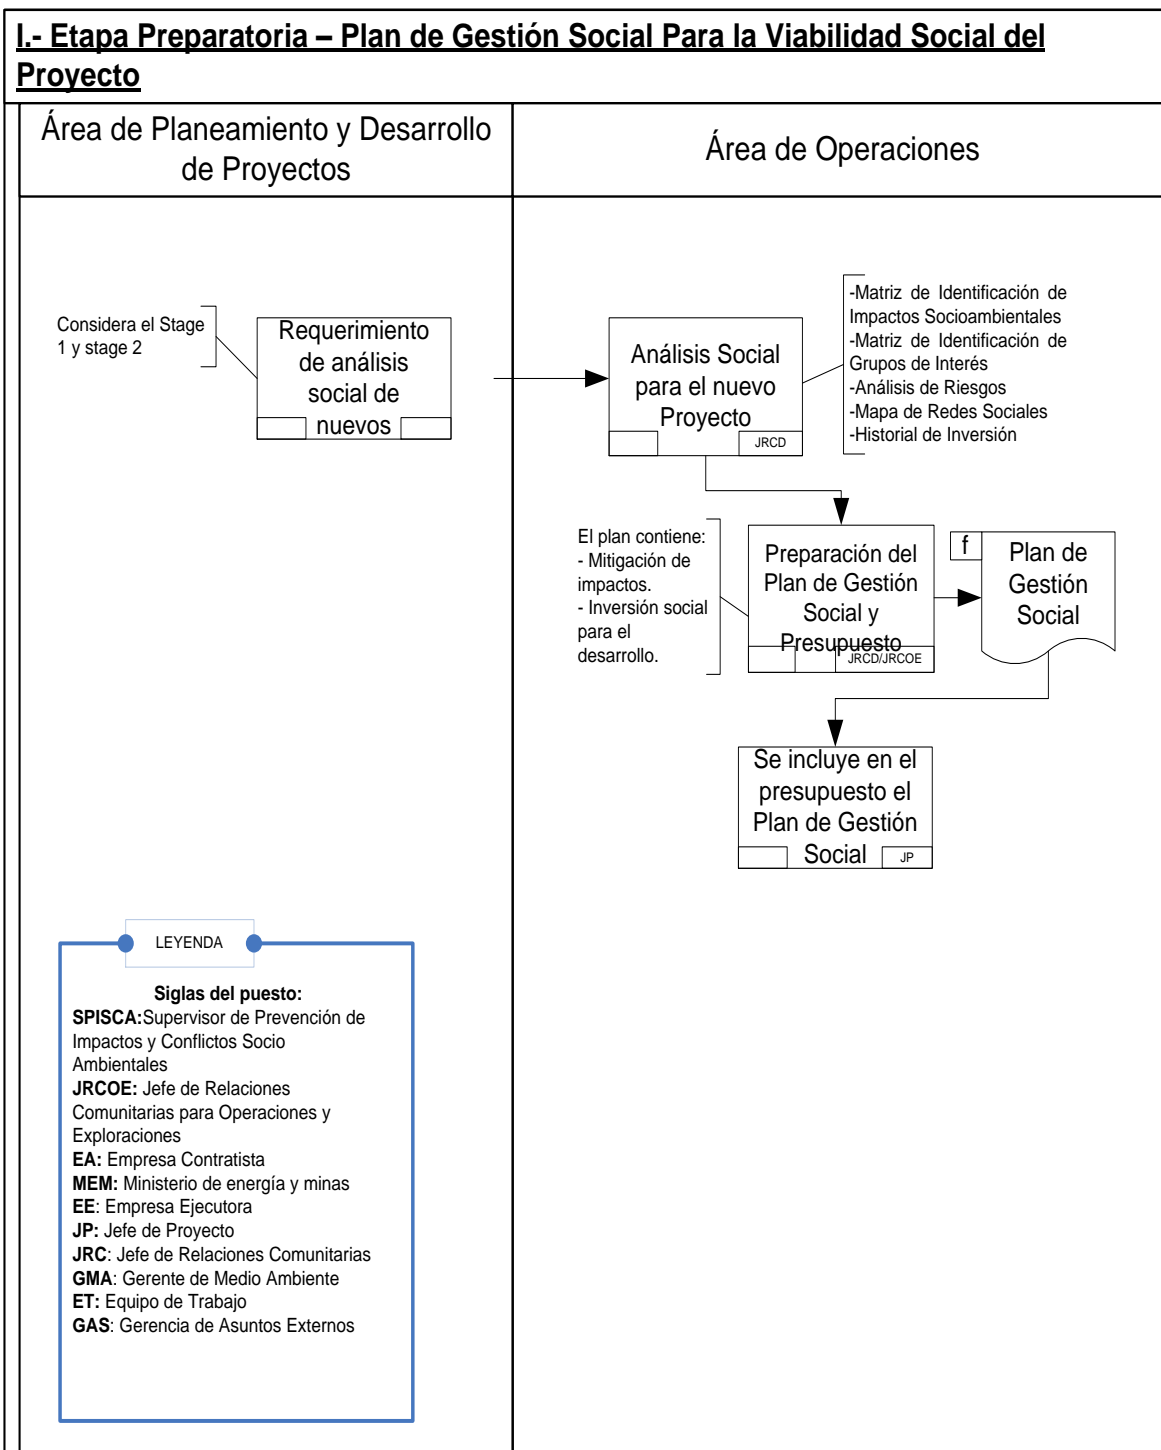 I.- Etapa Preparatoria – Plan de Gestión Social Para la Viabilidad Social del
Proyecto
Área de Planeamiento y Desarrollo
de Proyectos
Área de Operaciones
Considera el Stage
1 y stage 2
Requerimiento
de análisis
social de
nuevos
Análisis Social
para el nuevo
Proyecto
JRCD
-Matriz de Identificación de
Impactos Socioambientales
-Matriz de Identificación de
Grupos de Interés
-Análisis de Riesgos
-Mapa de Redes Sociales
-Historial de Inversión
El plan contiene:
- Mitigación de
impactos.
- Inversión social
para el
desarrollo.
Preparación del
Plan de Gestión
Social y
Presupuesto
JRCD/JRCOE
f
Plan de
Gestión
Social
Se incluye en el
presupuesto el
Plan de Gestión
Social
JP
LEYENDA
Siglas del puesto:
SPISCA:Supervisor de Prevención de
Impactos y Conflictos Socio
Ambientales
JRCOE: Jefe de Relaciones
Comunitarias para Operaciones y
Exploraciones
EA: Empresa Contratista
MEM: Ministerio de energía y minas
EE: Empresa Ejecutora
JP: Jefe de Proyecto
JRC: Jefe de Relaciones Comunitarias
GMA: Gerente de Medio Ambiente
ET: Equipo de Trabajo
GAS: Gerencia de Asuntos Externos